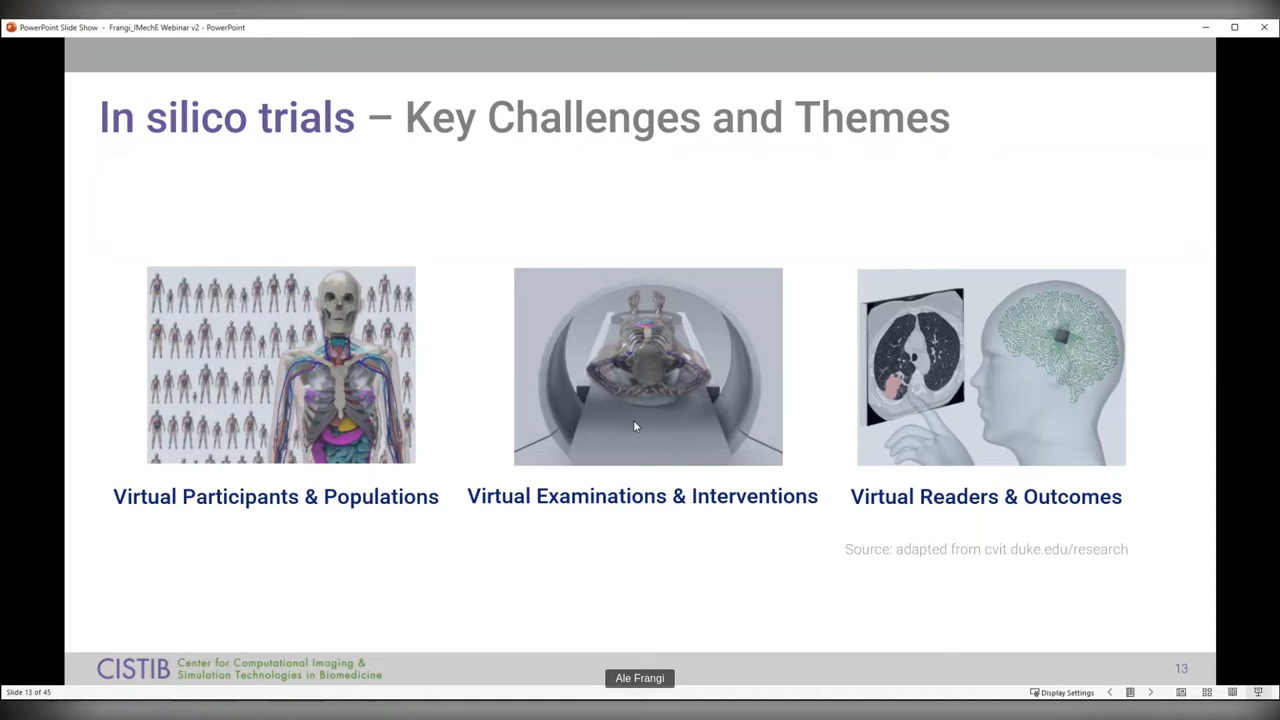 PowerPoint Slide Show - Frangi_IMechE Webinar v2 - PowerPoint
In silico trials – Key Challenges and Themes
Virtual Participants & Populations
Virtual Examinations & Interventions
Virtual Readers & Outcomes
Source: adapted from cvit.duke.edu/research
CISTIB Center for Computational Imaging &
Simulation Technologies in Biomedicine
13
Ale Frangi
Slide 13 of 45
Display Settings